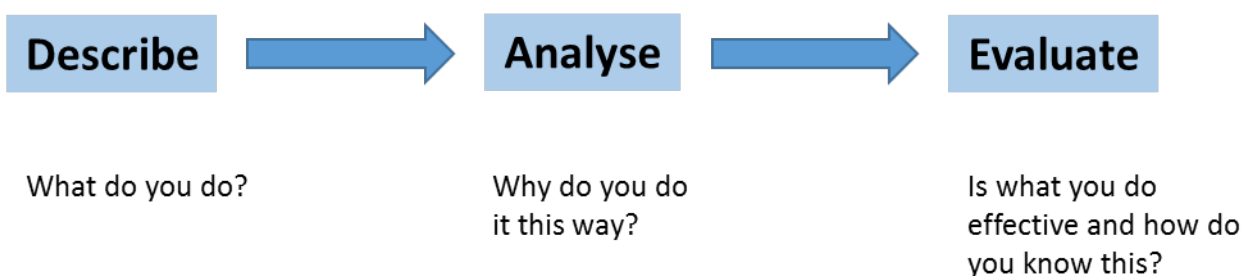 Describe
Analyse
Evaluate
What do you do?
Why do you do
it this way?
Is what you do
effective and how do
you know this?